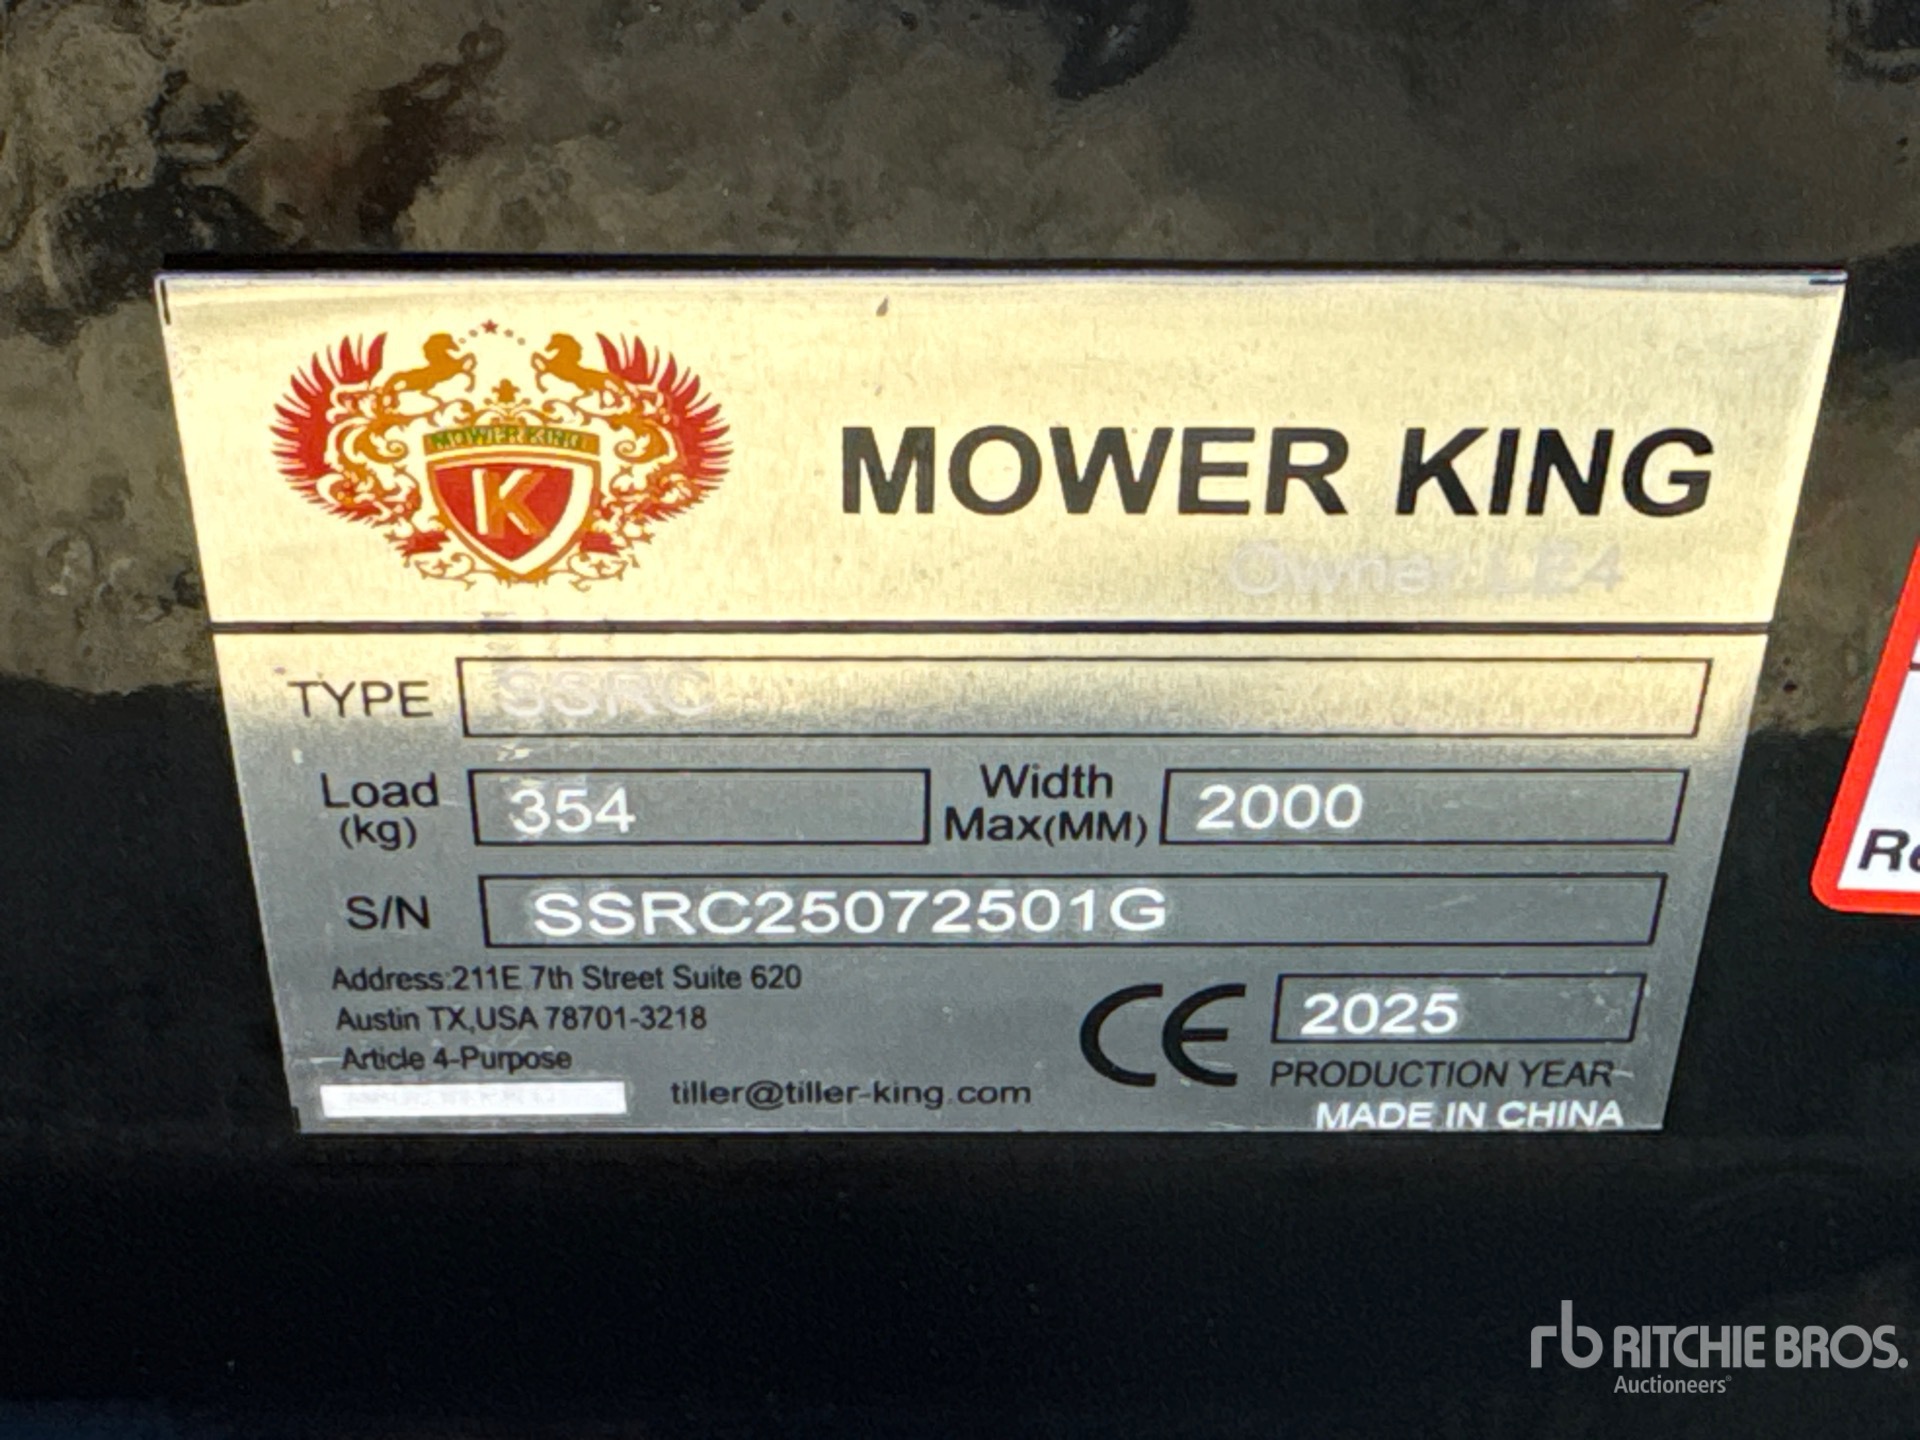 MOWER KING
K
MOWER KING
Owner LE4
TYPE SSRC
Load (kg) 354 Width Max(MM) 2000
S/N SSRC25072501G
Address:211E 7th Street Suite 620
Austin TX,USA 78701-3218
Article 4-Purpose
tiller@tiller-king.com
CE 2025
PRODUCTION YEAR
MADE IN CHINA
rb RITCHIE BROS.
Auctioneers